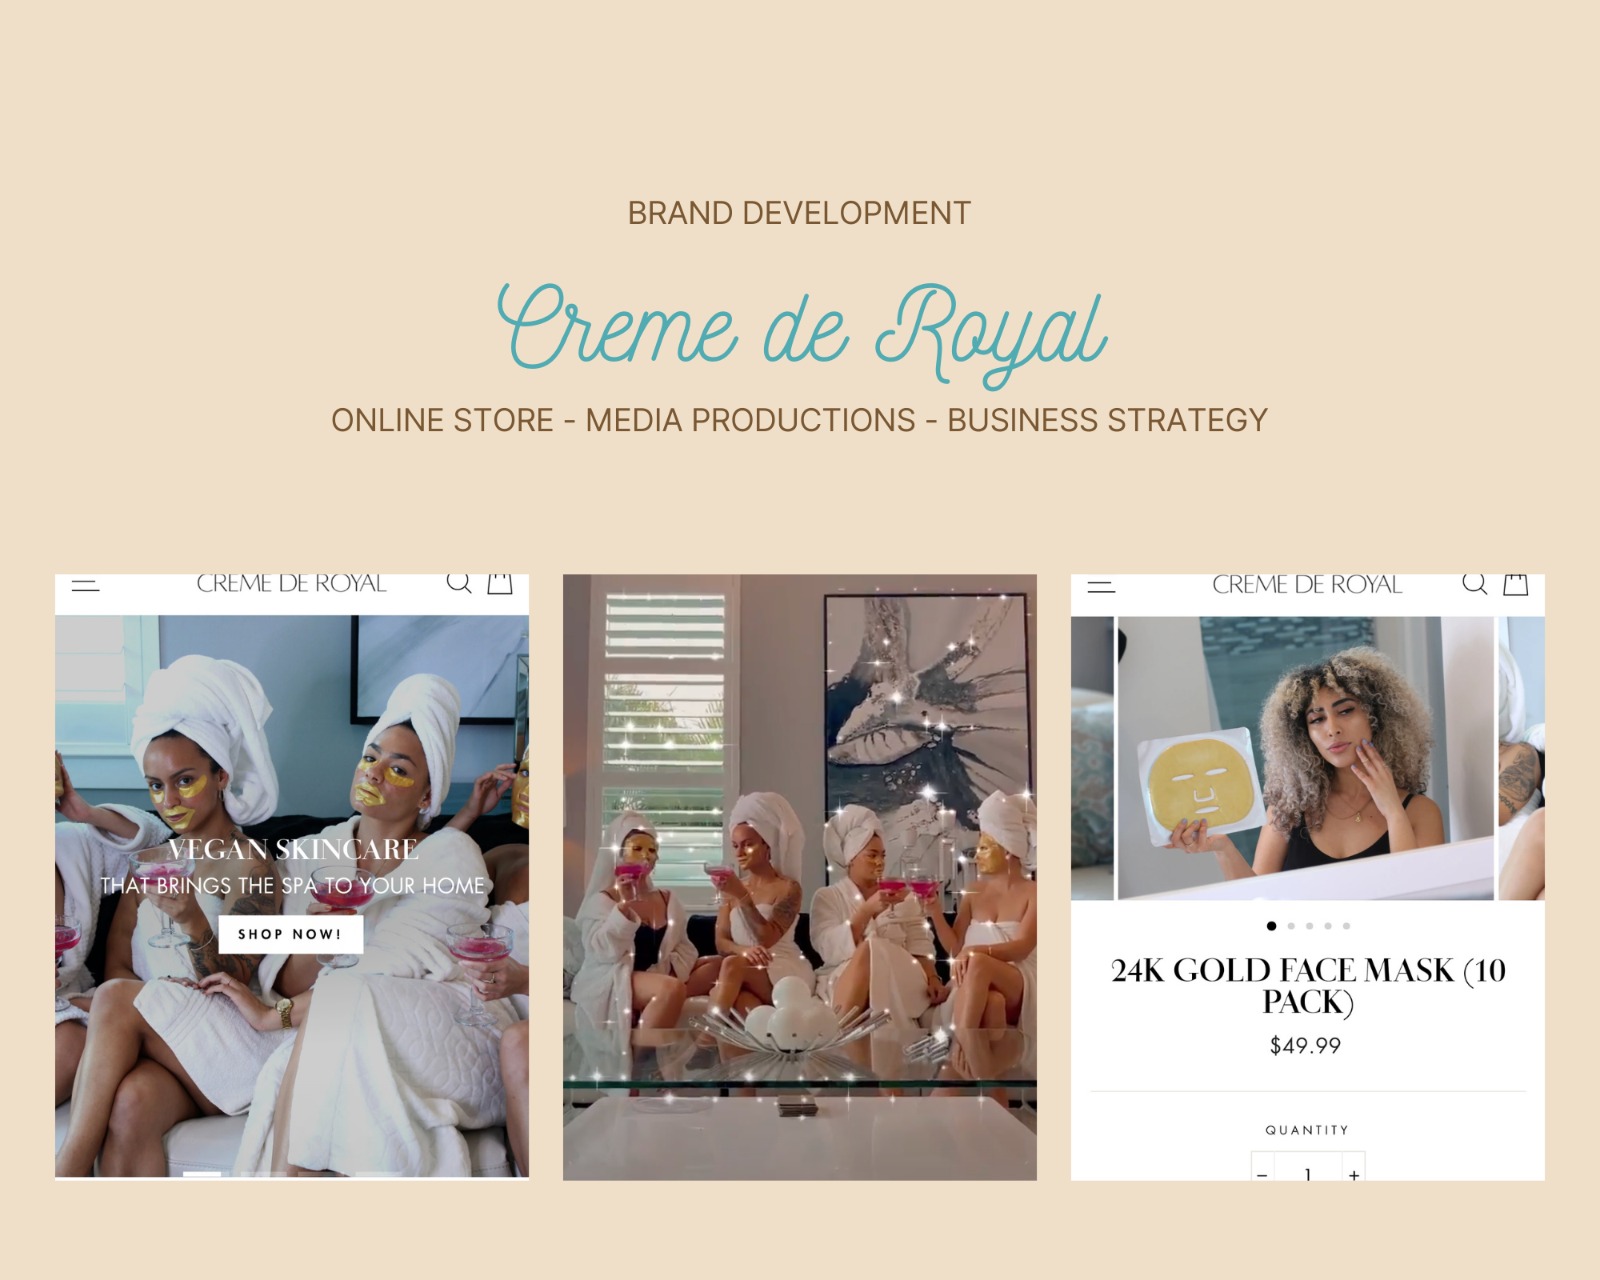 BRAND DEVELOPMENT
Creme de Royal
ONLINE STORE - MEDIA PRODUCTIONS - BUSINESS STRATEGY
CREME DE ROYAL
VEGAN SKINCARE
THAT BRINGS THE SPA TO YOUR HOME
SHOP NOW!
CREME DE ROYAL
24K GOLD FACE MASK (10
PACK)
$49.99
QUANTITY
− 1 +